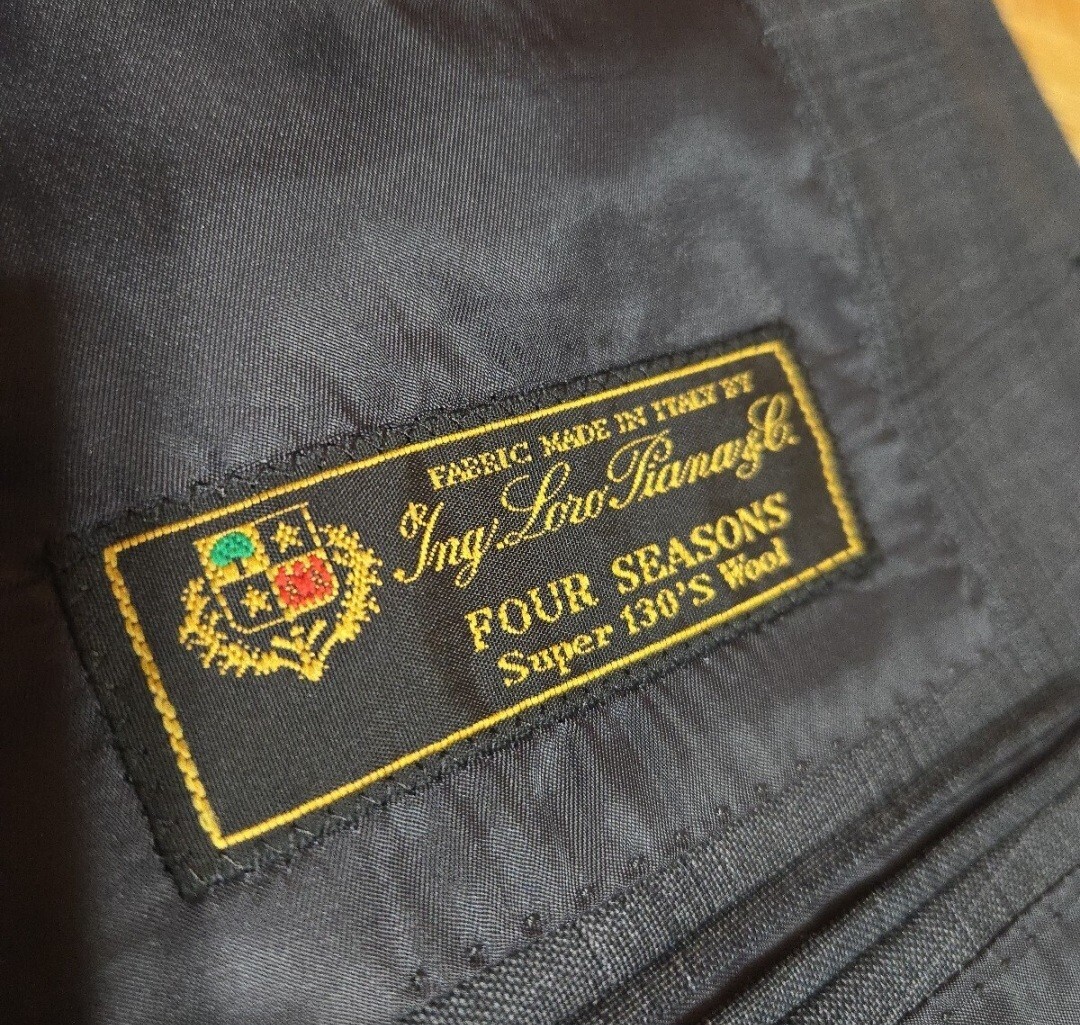 FABRIC MADE IN ITALY BY
Ing. Loro Piana & C.
FOUR SEASONS
Super 130'S Wool